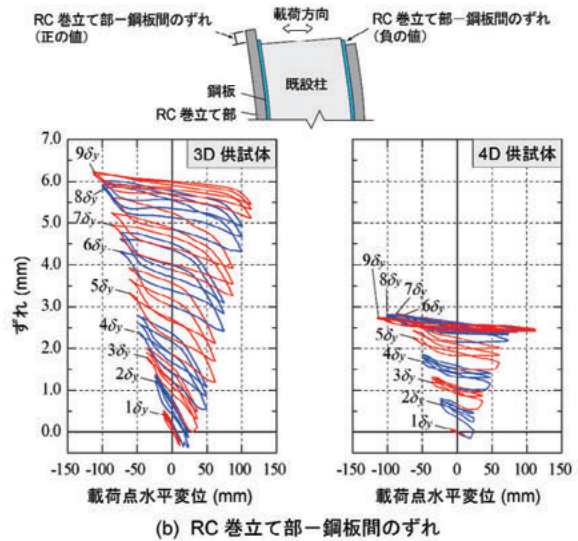 RC 巻立て部－鋼板間のずれ
(正の値)
載荷方向
RC 巻立て部－鋼板間のずれ
(負の値)
鋼板
既設柱
RC 巻立て部
3D 供試体
7.0
6.0
5.0
4.0
3.0
2.0
1.0
0.0
ずれ (mm)
9δy
8δy
7δy
6δy
5δy
4δy
3δy
2δy
1δy
-150 -100 -50 0 50 100 150
載荷点水平変位 (mm)
4D 供試体
9δy
8δy
7δy
6δy
5δy
4δy
3δy
2δy
1δy
-150 -100 -50 0 50 100 150
載荷点水平変位 (mm)
(b) RC 巻立て部－鋼板間のずれ